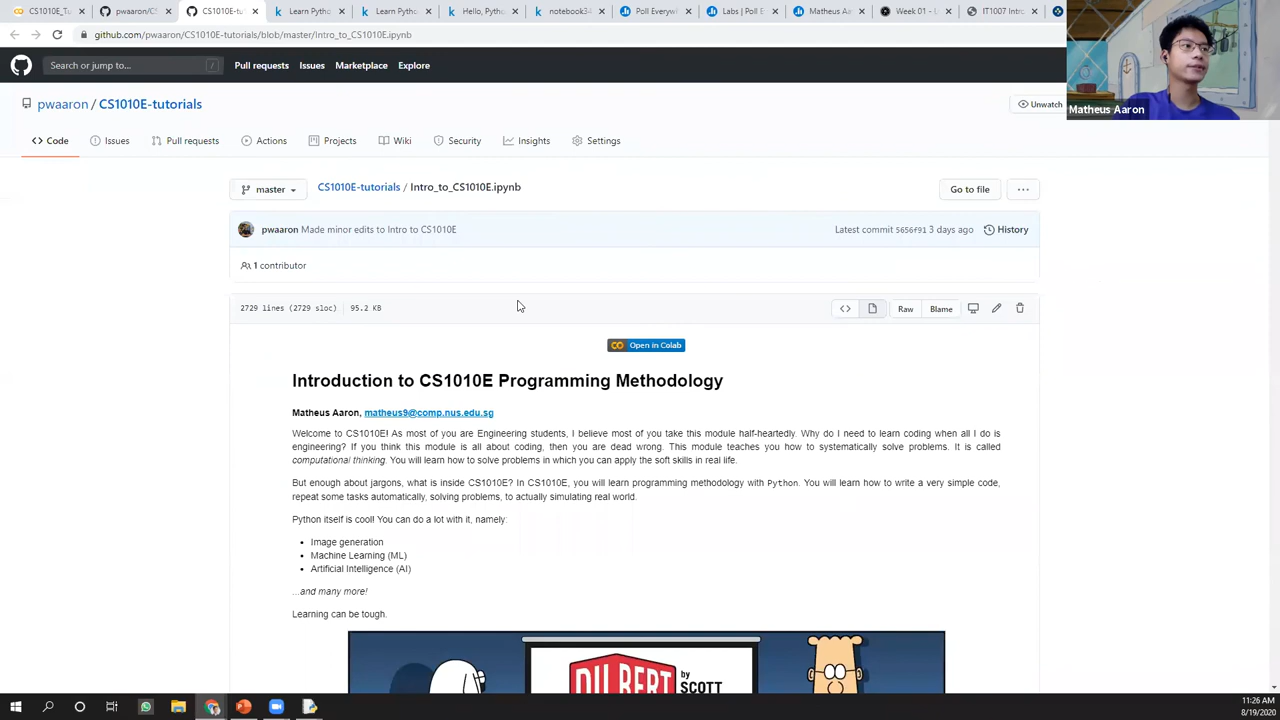 CS1010E_Tu
pwaaron/CS
CS1010E-tut
Learn Pytho
Learn Pytho
Hello, Pytho
notebook34
Poll Everyw
Labs | Poll E
Matheus Aa
Week 01 - L
IT1007 Intro
github.com/pwaaron/CS1010E-tutorials/blob/master/Intro_to_CS1010E.ipynb
Search or jump to...
/
Pull requests
Issues
Marketplace
Explore
Matheus Aaron
pwaaron / CS1010E-tutorials
Unwatch
Code
Issues
Pull requests
Actions
Projects
Wiki
Security
Insights
Settings
master
CS1010E-tutorials / Intro_to_CS1010E.ipynb
Go to file
...
pwaaron Made minor edits to Intro to CS1010E
Latest commit 5656f91 3 days ago
History
1 contributor
2729 lines (2729 sloc) | 95.2 KB
<>
Raw
Blame
CO Open in Colab
Introduction to CS1010E Programming Methodology
Matheus Aaron, matheus9@comp.nus.edu.sg
Welcome to CS1010E! As most of you are Engineering students, I believe most of you take this module half-heartedly. Why do I need to learn coding when all I do is
engineering? If you think this module is all about coding, then you are dead wrong. This module teaches you how to systematically solve problems. It is called
computational thinking. You will learn how to solve problems in which you can apply the soft skills in real life.
But enough about jargons, what is inside CS1010E? In CS1010E, you will learn programming methodology with Python. You will learn how to write a very simple code,
repeat some tasks automatically, solving problems, to actually simulating real world.
Python itself is cool! You can do a lot with it, namely:
• Image generation
• Machine Learning (ML)
• Artificial Intelligence (AI)
...and many more!
Learning can be tough.
DILBERT
by
SCOTT
11:26 AM
8/19/2020